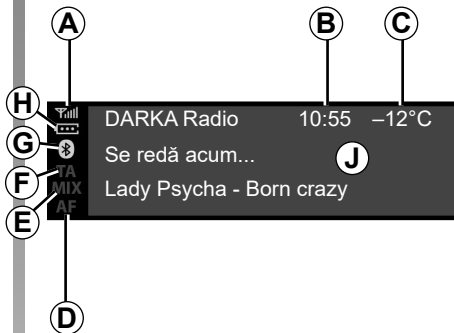 A
B
C
H
G
F
E
DARKA Radio 10:55 –12°C
Se redă acum...
J
Lady Psycha - Born crazy
TA
MIX
AF
D